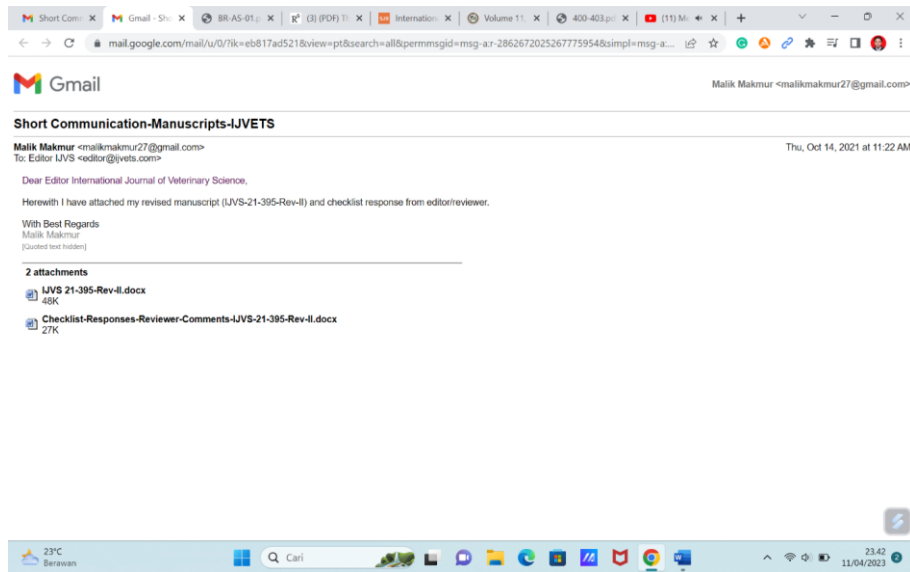 Short Comm
Gmail - Sho
BR-AS-01.p
(3) (PDF) Th
Internation
Volume 11,
400-403.pd
(11) Me
mail.google.com/mail/u/0/?ik=eb817ad521&view=pt&search=all&permmsgid=msg-a:r-2862672025267775954&simpl=msg-a:...
Gmail
Malik Makmur <malikmakmur27@gmail.com>
Short Communication-Manuscripts-IJVETS
Malik Makmur <malikmakmur27@gmail.com>
Thu, Oct 14, 2021 at 11:22 AM
To: Editor IJVS <editor@ijvets.com>
Dear Editor International Journal of Veterinary Science,
Herewith I have attached my revised manuscript (IJVS-21-395-Rev-II) and checklist response from editor/reviewer.
With Best Regards
Malik Makmur
[Quoted text hidden]
2 attachments
IJVS 21-395-Rev-II.docx
48K
Checklist-Responses-Reviewer-Comments-IJVS-21-395-Rev-II.docx
27K
23°C
Berawan
Cari
23.42
11/04/2023
2